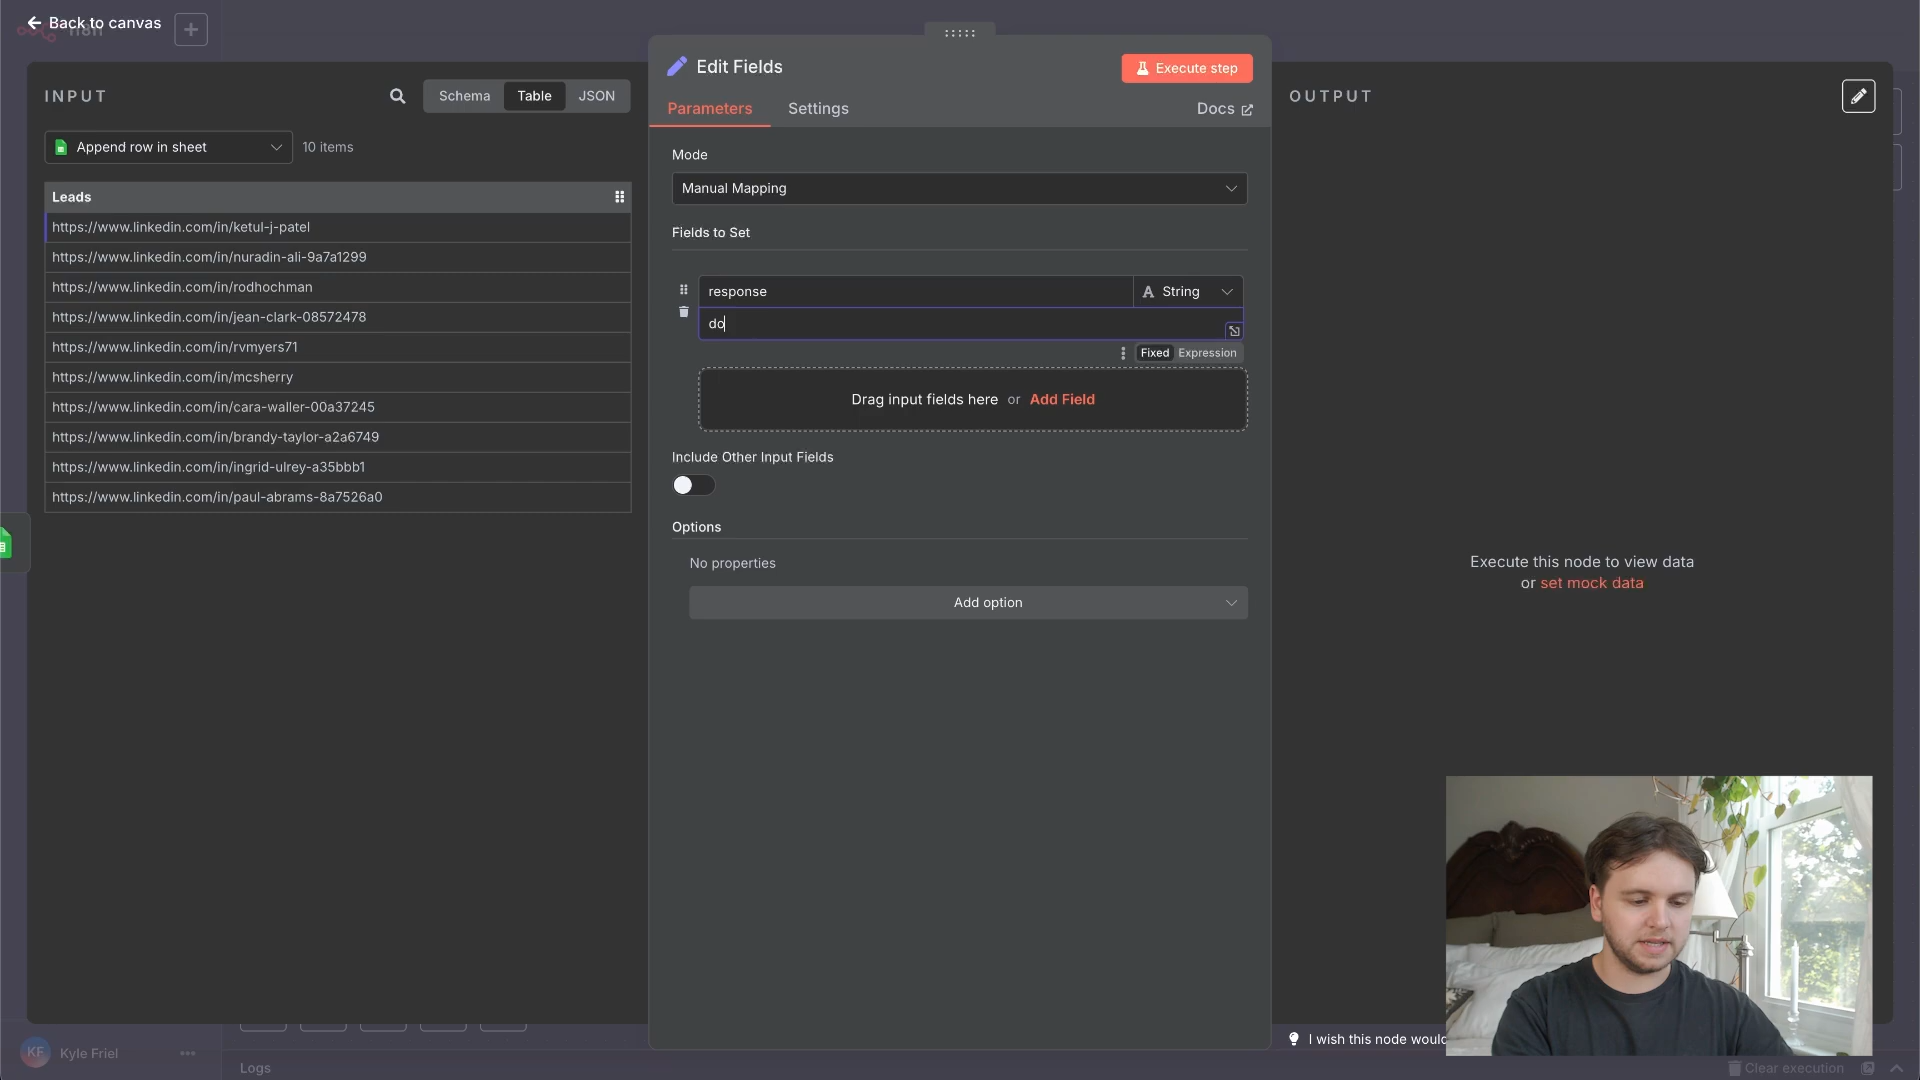 Back to canvas
n8n
INPUT
Schema
Table
JSON
Append row in sheet
10 items
Leads
https://www.linkedin.com/in/ketul-j-patel
https://www.linkedin.com/in/nuradin-ali-9a7a1299
https://www.linkedin.com/in/rodhochman
https://www.linkedin.com/in/jean-clark-08572478
https://www.linkedin.com/in/rvmyers71
https://www.linkedin.com/in/mcsherry
https://www.linkedin.com/in/cara-waller-00a37245
https://www.linkedin.com/in/brandy-taylor-a2a6749
https://www.linkedin.com/in/ingrid-ulrey-a35bbb1
https://www.linkedin.com/in/paul-abrams-8a7526a0
KF
Kyle Friel
Edit Fields
Execute step
Parameters
Settings
Docs
Mode
Manual Mapping
Fields to Set
response
A String
do
Fixed
Expression
Drag input fields here or Add Field
Include Other Input Fields
Options
No properties
Add option
OUTPUT
Execute this node to view data
or set mock data
I wish this node would
Logs
Clear execution